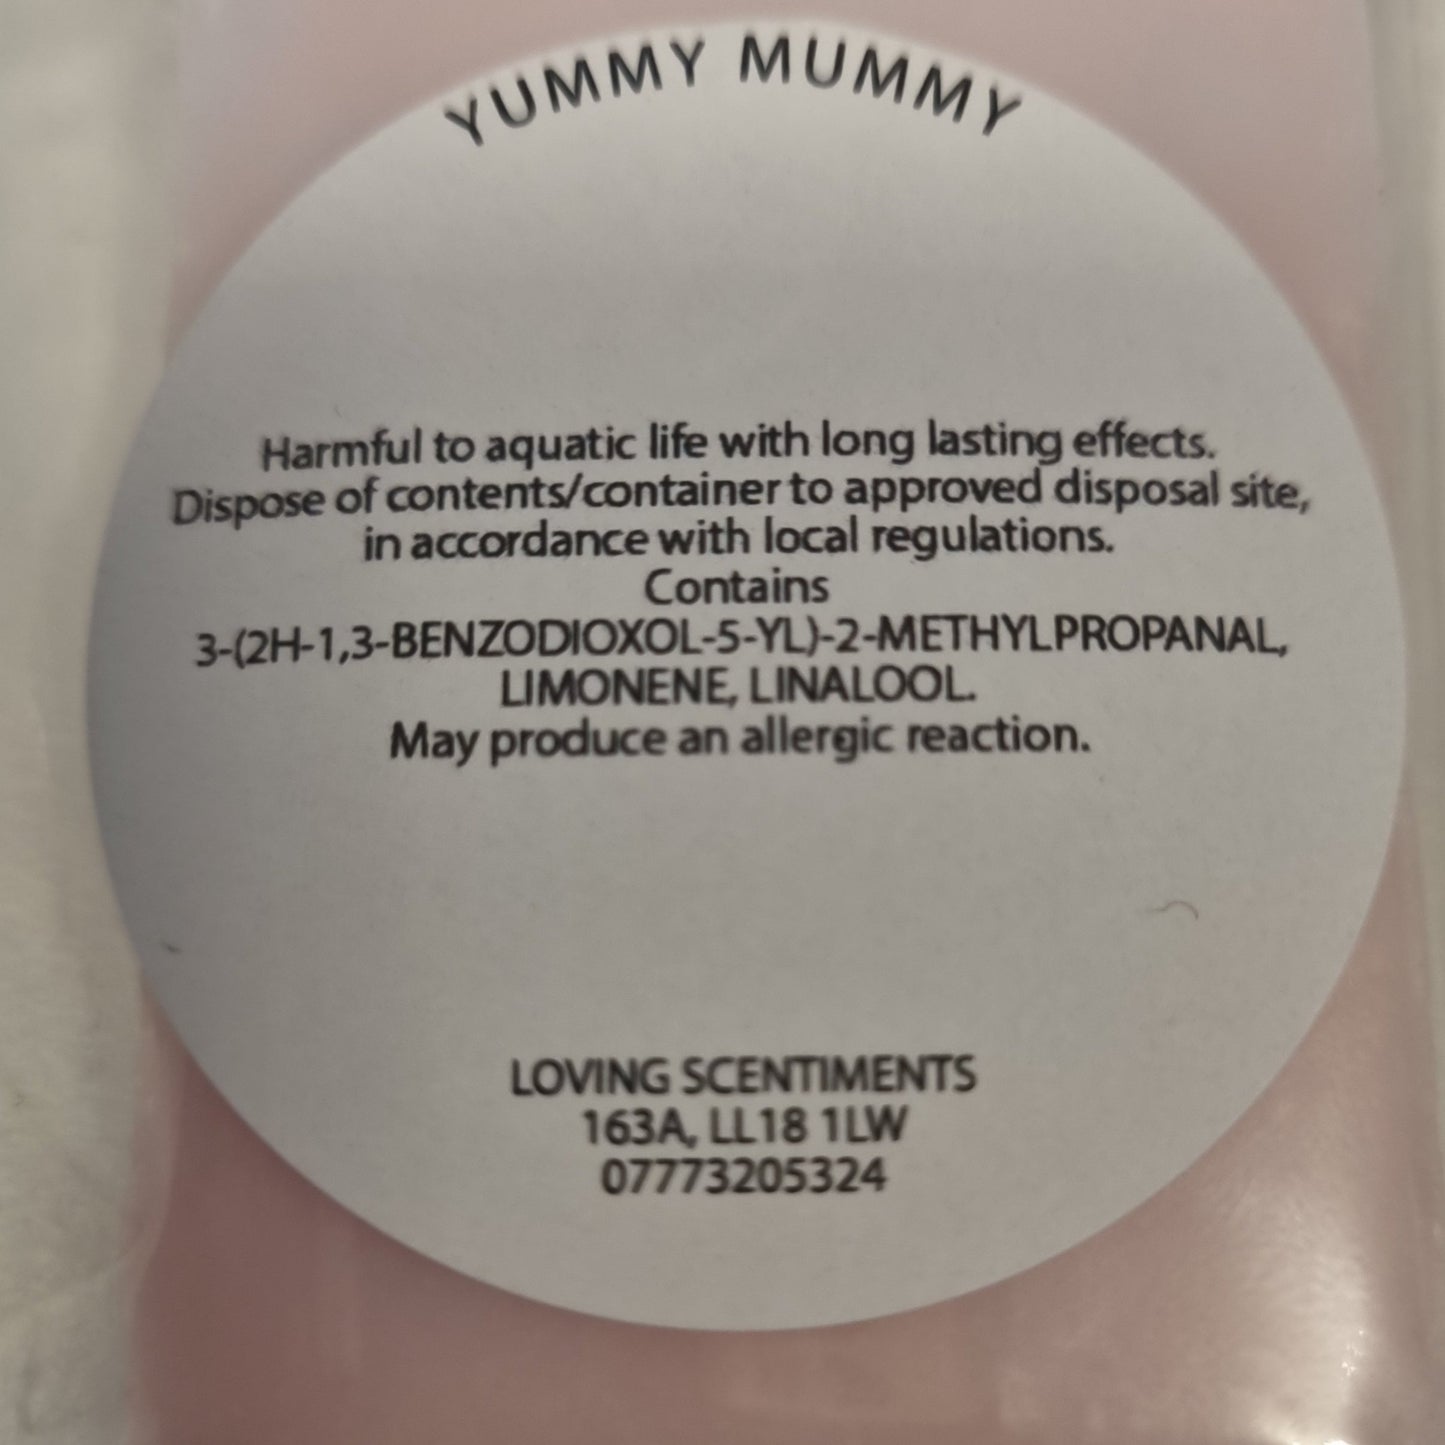 YUMMY MUMMY
Harmful to aquatic life with long lasting effects.
Dispose of contents/container to approved disposal site,
in accordance with local regulations.
Contains
3-(2H-1,3-BENZODIOXOL-5-YL)-2-METHYLPROPANAL,
LIMONENE, LINALOOL.
May produce an allergic reaction.
LOVING SCENTIMENTS
163A, LL18 1LW
07773205324